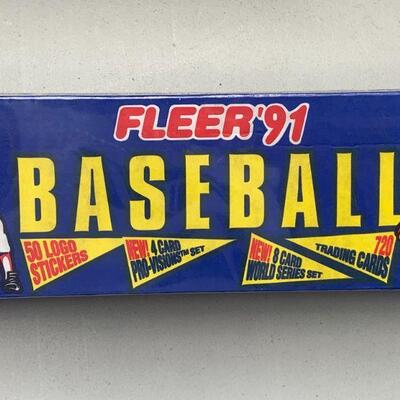 FLEER '91
BASEBALL
50 LOGO
STICKERS
NEW! 4 CARD
PRO-VISIONS™ SET
NEW! 8 CARD
WORLD SERIES SET
720
TRADING CARDS